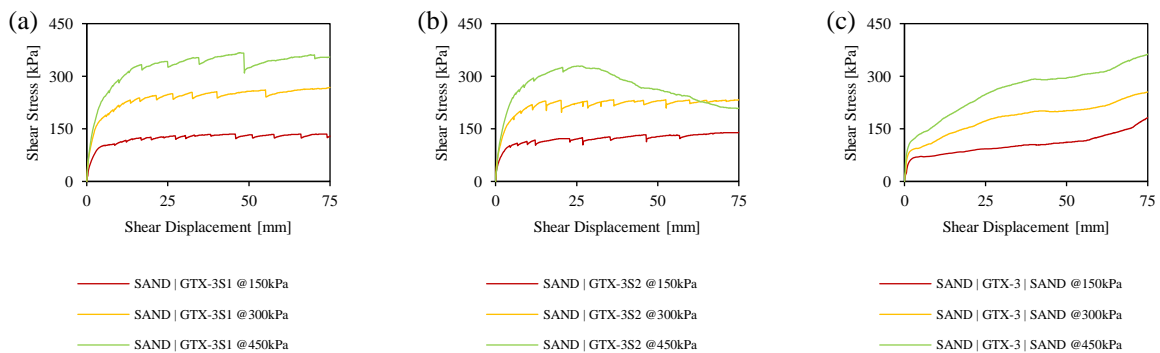 (a)
450
300
150
0
Shear Stress [kPa]
0 25 50 75
Shear Displacement [mm]
SAND | GTX-3S1 @150kPa
SAND | GTX-3S1 @300kPa
SAND | GTX-3S1 @450kPa
(b)
450
300
150
0
Shear Stress [kPa]
0 25 50 75
Shear Displacement [mm]
SAND | GTX-3S2 @150kPa
SAND | GTX-3S2 @300kPa
SAND | GTX-3S2 @450kPa
(c)
450
300
150
0
Shear Stress [kPa]
0 25 50 75
Shear Displacement [mm]
SAND | GTX-3 | SAND @150kPa
SAND | GTX-3 | SAND @300kPa
SAND | GTX-3 | SAND @450kPa